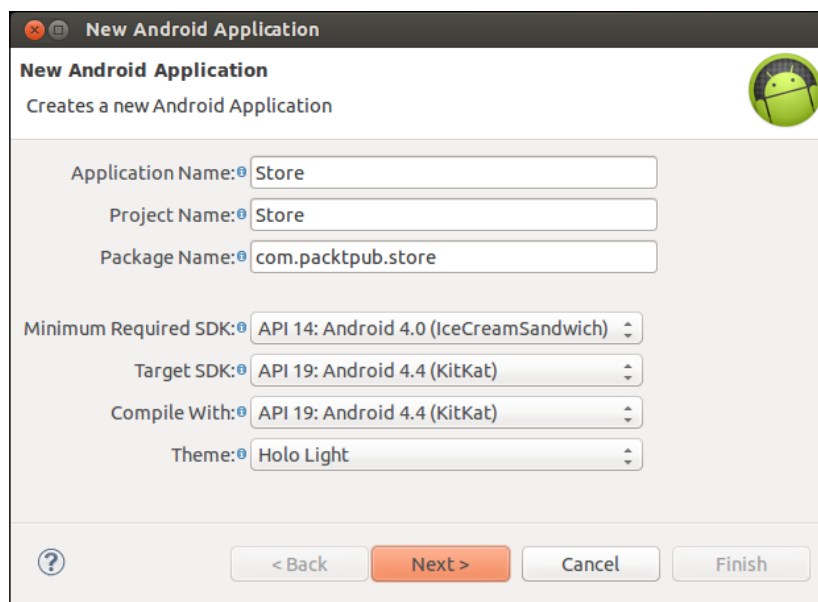 New Android Application
New Android Application
Creates a new Android Application
Application Name: Store
Project Name: Store
Package Name: com.packtpub.store
Minimum Required SDK: API 14: Android 4.0 (IceCreamSandwich)
Target SDK: API 19: Android 4.4 (KitKat)
Compile With: API 19: Android 4.4 (KitKat)
Theme: Holo Light
? < Back Next > Cancel Finish